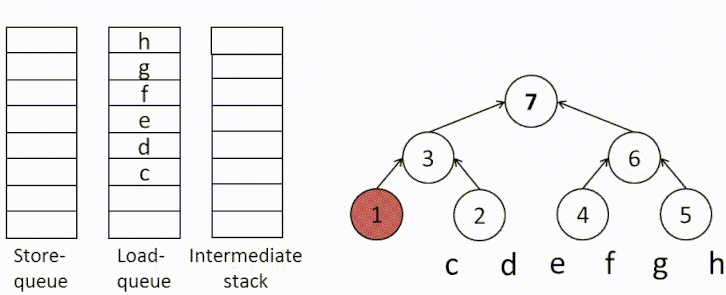 h
g
f
e
d
c
Store-
queue
Load-
queue
Intermediate
stack
7
3
6
1
2
4
5
c d e f g h